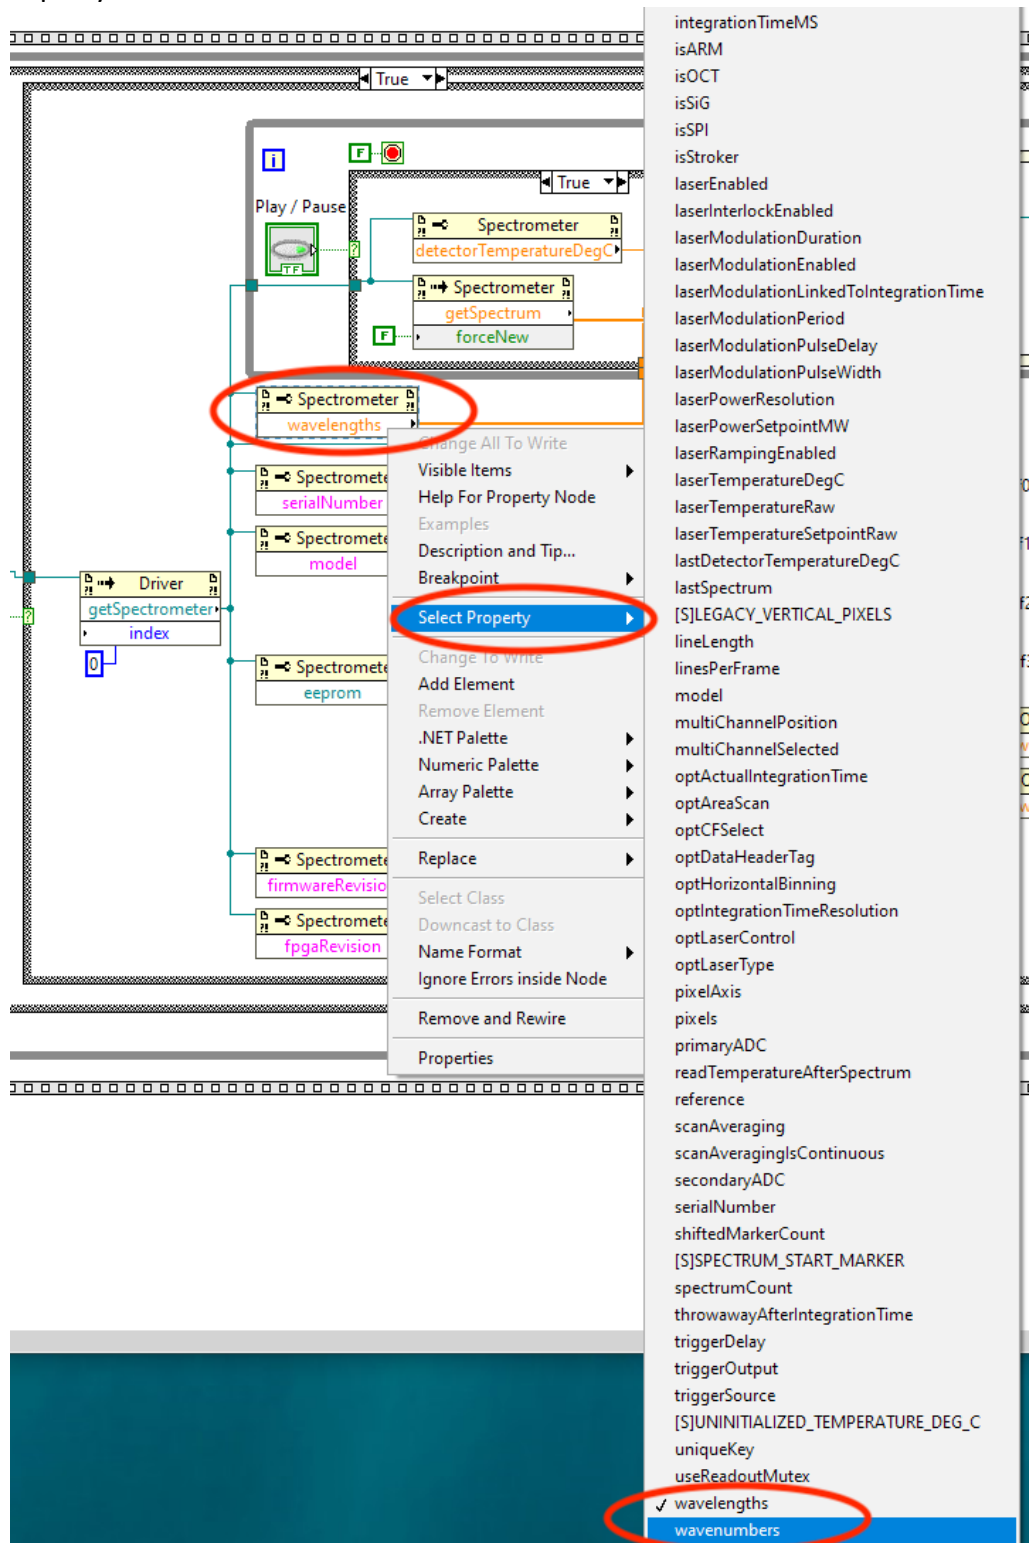 True
i
F
Play / Pause
TF
True
?
Spectrometer
detectorTemperatureDegC
Spectrometer
getSpectrum
F
forceNew
Spectrometer
wavelengths
serialNumber
model
Driver
getSpectrometer
index
0
?
eeprom
fpgaRevision
Change All To Write
Visible Items
Help For Property Node
Examples
Description and Tip...
Breakpoint
Select Property
Change To Write
Add Element
Remove Element
.NET Palette
Numeric Palette
Array Palette
Create
Replace
Select Class
Downcast to Class
Name Format
Ignore Errors inside Node
Remove and Rewire
Properties
integrationTimeMS
isARM
isOCT
isSiG
isSPI
isStroker
laserEnabled
laserInterlockEnabled
laserModulationDuration
laserModulationEnabled
laserModulationLinkedToIntegrationTime
laserModulationPeriod
laserModulationPulseDelay
laserModulationPulseWidth
laserPowerResolution
laserPowerSetpointMW
laserRampingEnabled
laserTemperatureDegC
laserTemperatureRaw
laserTemperatureSetpointRaw
lastDetectorTemperatureDegC
lastSpectrum
[S]LEGACY_VERTICAL_PIXELS
lineLength
linesPerFrame
model
multiChannelPosition
multiChannelSelected
optActualIntegrationTime
optAreaScan
optCFSelect
optDataHeaderTag
optHorizontalBinning
optIntegrationTimeResolution
optLaserControl
optLaserType
pixelAxis
pixels
primaryADC
readTemperatureAfterSpectrum
reference
scanAveraging
scanAveragingIsContinuous
secondaryADC
serialNumber
shiftedMarkerCount
[S]SPECTRUM_START_MARKER
spectrumCount
throwawayAfterIntegrationTime
triggerDelay
triggerOutput
triggerSource
[S]UNINITIALIZED_TEMPERATURE_DEG_C
uniqueKey
useReadoutMutex
✓ wavelengths
wavenumbers